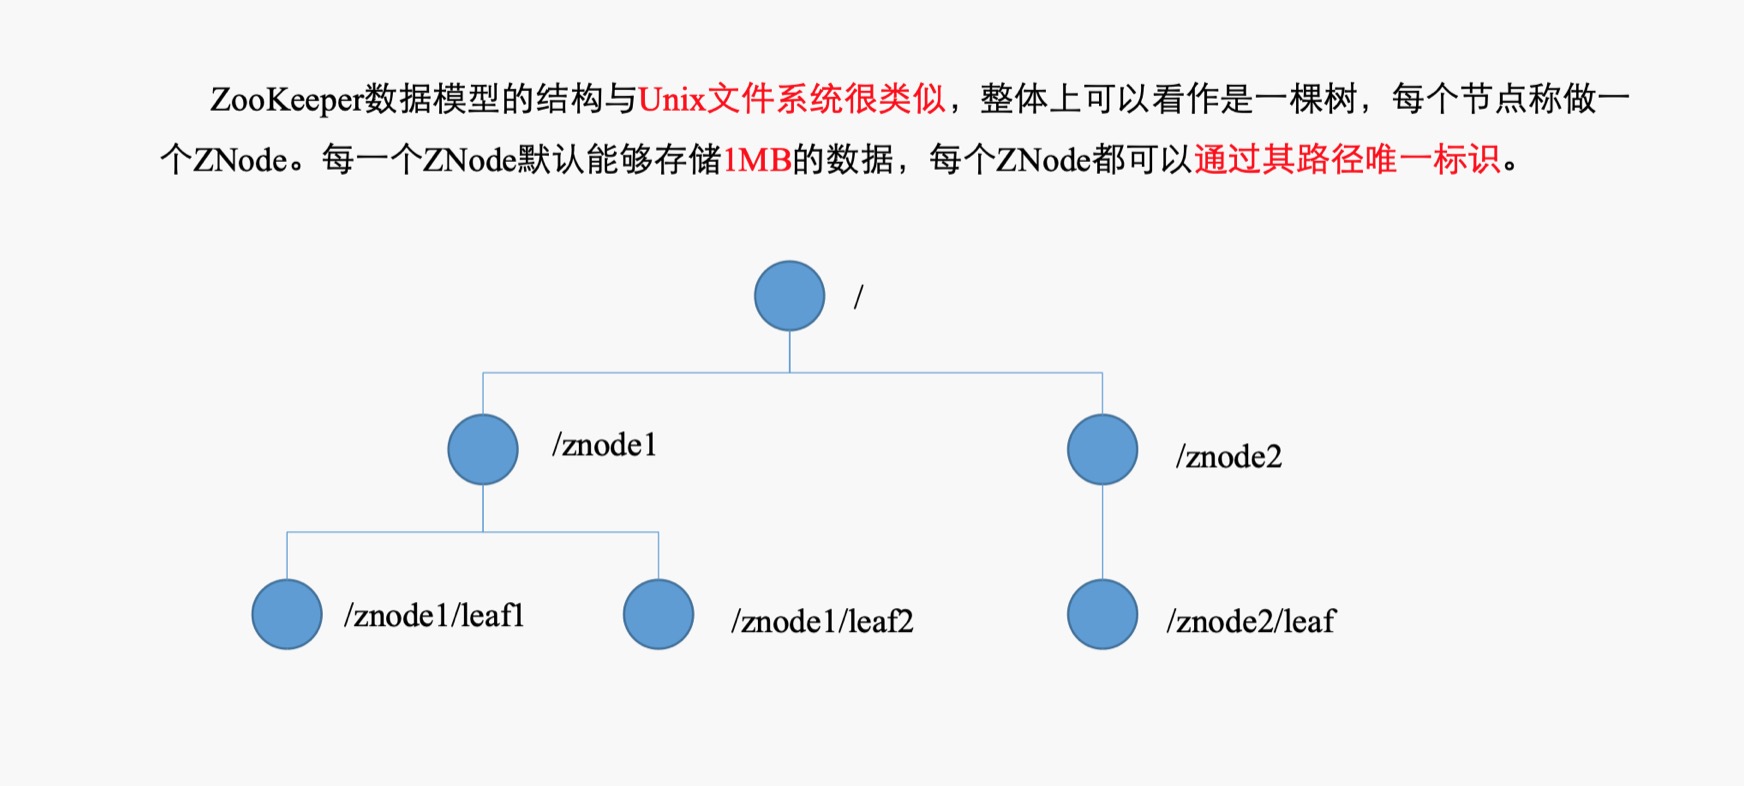 ZooKeeper数据模型的结构与Unix文件系统很类似，整体上可以看作是一棵树，每个节点称做一
个ZNode。每一个ZNode默认能够存储1MB的数据，每个ZNode都可以通过其路径唯一标识。
/
/znode1
/znode2
/znode1/leaf1
/znode1/leaf2
/znode2/leaf